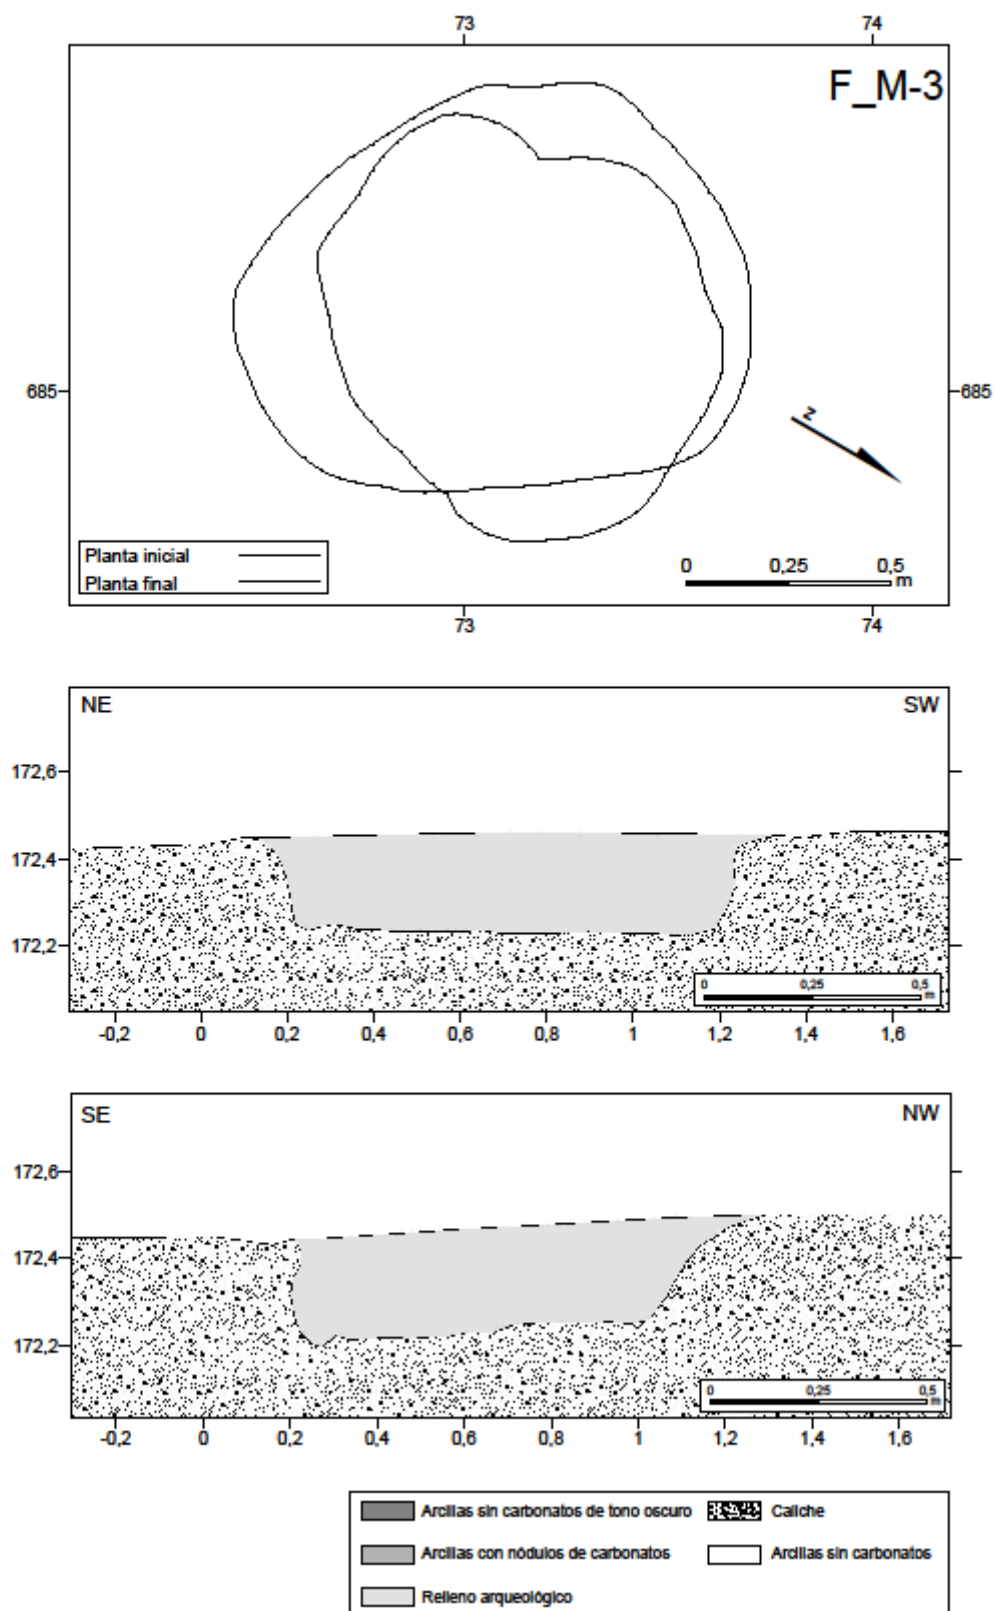 73 74
F_M-3
685 685
z
Planta inicial
Planta final
0 0,25 0,5
m
73 74
NE SW
172,6
172,4
172,2
0 0,25 0,5
m
-0,2 0 0,2 0,4 0,6 0,8 1 1,2 1,4 1,6
SE NW
172,6
172,4
172,2
0 0,25 0,5
m
-0,2 0 0,2 0,4 0,6 0,8 1 1,2 1,4 1,6
Arcillas sin carbonatos de tono oscuro Caliche
Arcillas con nódulos de carbonatos Arcillas sin carbonatos
Relleno arqueológico